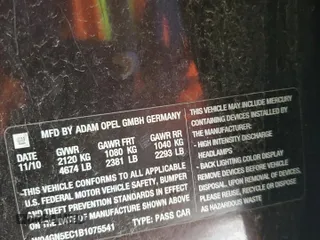 GM
MFD BY ADAM OPEL GMBH GERMANY
DATE GVWR GAWR FRT GAWR RR
11/10 2120 KG 1080 KG 1040 KG
4674 LB 2381 LB 2293 LB
THIS VEHICLE CONFORMS TO ALL APPLICABLE
U.S. FEDERAL MOTOR VEHICLE SAFETY, BUMPER,
AND THEFT PREVENTION STANDARDS IN EFFECT
ON THE DATE OF MANUFACTURE SHOWN ABOVE
W04GN5EC1B1075541 TYPE: PASS CAR
THIS VEHICLE MAY INCLUDE MERCURY
CONTAINING DEVICES INSTALLED BY
THE MANUFACTURER:
- HIGH INTENSITY DISCHARGE
HEADLAMPS
- BACK LIGHTING COLOR DISPLAY
REMOVE DEVICES BEFORE VEHICLE
DISPOSAL. UPON REMOVAL OF DEVICES,
PLEASE REUSE, RECYCLE OR DISPOSE
AS HAZARDOUS WASTE